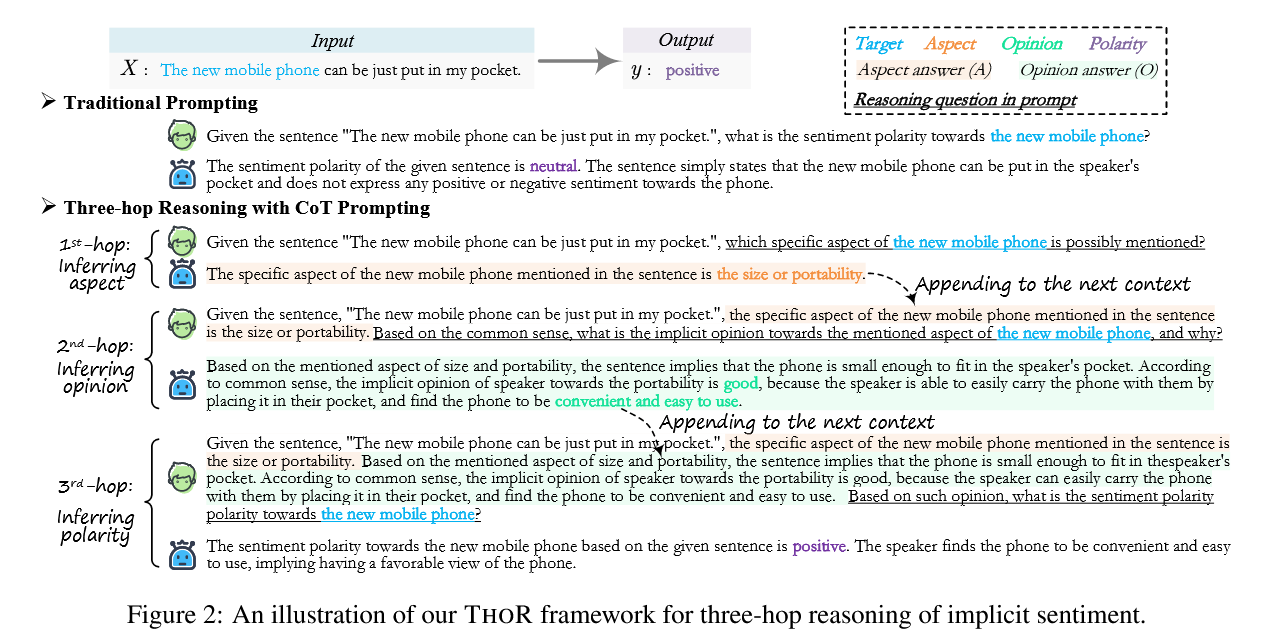 Input
Output
Target Aspect Opinion Polarity
X : The new mobile phone can be just put in my pocket.
y : positive
Aspect answer (A) Opinion answer (O)
Reasoning question in prompt
➢ Traditional Prompting
Given the sentence "The new mobile phone can be just put in my pocket.", what is the sentiment polarity towards the new mobile phone?
The sentiment polarity of the given sentence is neutral. The sentence simply states that the new mobile phone can be put in the speaker's
pocket and does not express any positive or negative sentiment towards the phone.
➢ Three-hop Reasoning with CoT Prompting
1st-hop:
Inferring
aspect
Given the sentence "The new mobile phone can be just put in my pocket.", which specific aspect of the new mobile phone is possibly mentioned?
The specific aspect of the new mobile phone mentioned in the sentence is the size or portability.
Appending to the next context
2nd-hop:
Inferring
opinion
Given the sentence, "The new mobile phone can be just put in my pocket.", the specific aspect of the new mobile phone mentioned in the sentence
is the size or portability. Based on the common sense, what is the implicit opinion towards the mentioned aspect of the new mobile phone, and why?
Based on the mentioned aspect of size and portability, the sentence implies that the phone is small enough to fit in the speaker's pocket. According
to common sense, the implicit opinion of speaker towards the portability is good, because the speaker is able to easily carry the phone with them by
placing it in their pocket, and find the phone to be convenient and easy to use.
Appending to the next context
3rd-hop:
Inferring
polarity
Given the sentence, "The new mobile phone can be just put in my pocket.", the specific aspect of the new mobile phone mentioned in the sentence is
the size or portability. Based on the mentioned aspect of size and portability, the sentence implies that the phone is small enough to fit in thespeaker's
pocket. According to common sense, the implicit opinion of speaker towards the portability is good, because the speaker can easily carry the phone
with them by placing it in their pocket, and find the phone to be convenient and easy to use. Based on such opinion, what is the sentiment polarity
polarity towards the new mobile phone?
The sentiment polarity towards the new mobile phone based on the given sentence is positive. The speaker finds the phone to be convenient and easy
to use, implying having a favorable view of the phone.
Figure 2: An illustration of our THOR framework for three-hop reasoning of implicit sentiment.